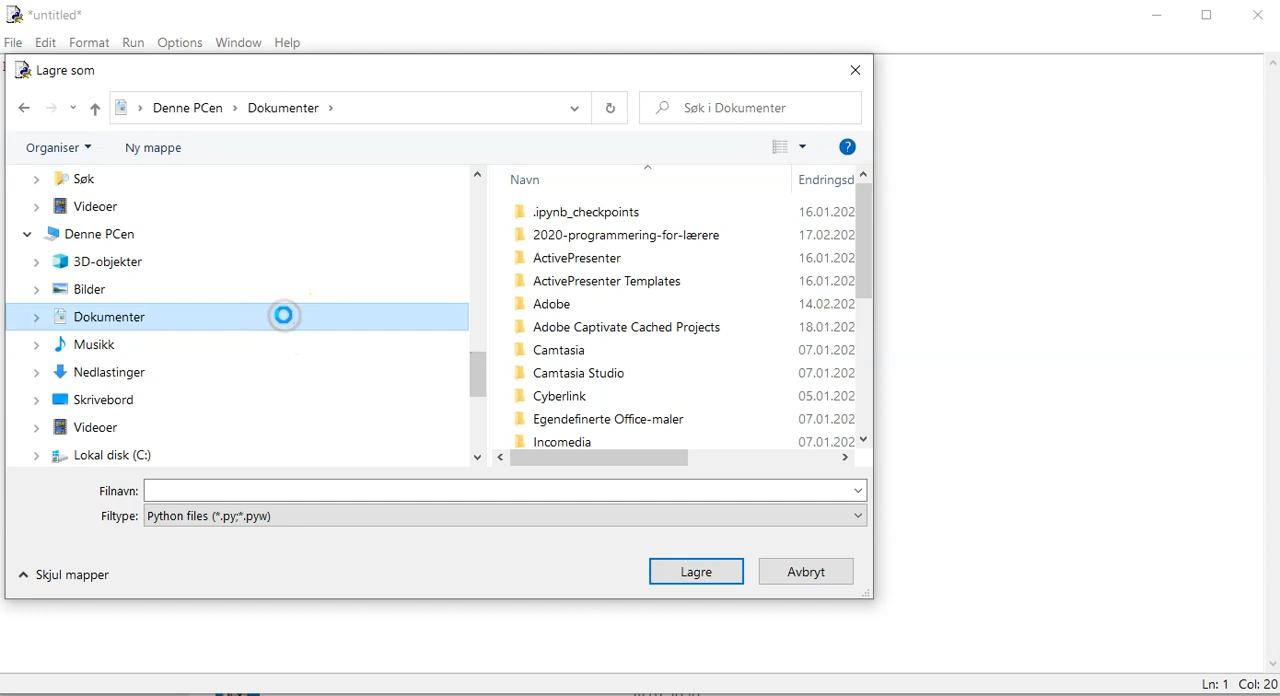 *untitled*
File Edit Format Run Options Window Help
Lagre som
Denne PCen Dokumenter
Søk i Dokumenter
Organiser Ny mappe
Søk
Videoer
Denne PCen
3D-objekter
Bilder
Dokumenter
Musikk
Nedlastinger
Skrivebord
Videoer
Lokal disk (C:)
Navn Endringsd
.ipynb_checkpoints 16.01.202
2020-programmering-for-lærere 17.02.202
ActivePresenter 16.01.202
ActivePresenter Templates 16.01.202
Adobe 14.02.202
Adobe Captivate Cached Projects 18.01.202
Camtasia 07.01.202
Camtasia Studio 07.01.202
Cyberlink 05.01.202
Egendefinerte Office-maler 07.01.202
Incomedia 07.01.202
Filnavn:
Filtype: Python files (*.py;*.pyw)
Skjul mapper
Lagre Avbryt
Ln: 1 Col: 20